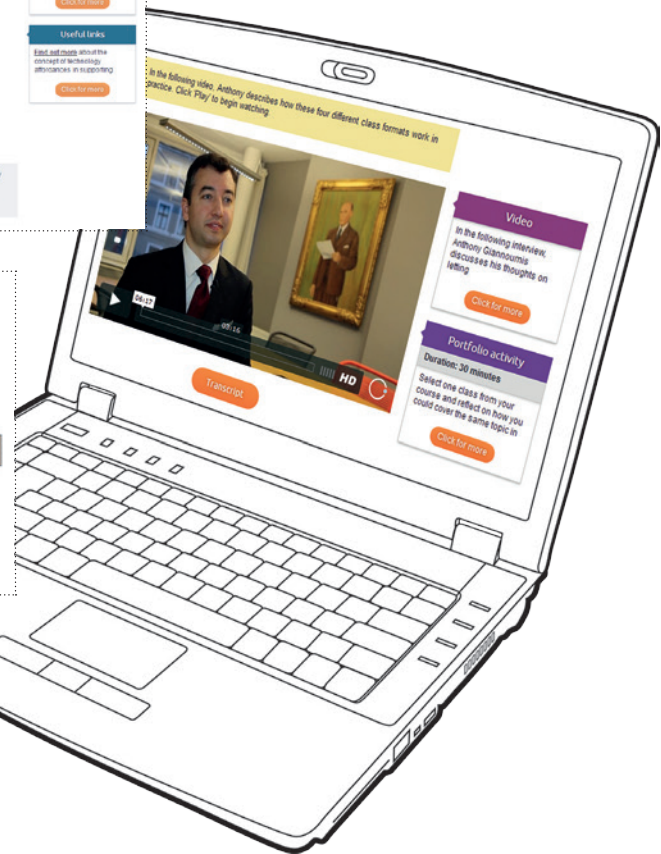 Click for more
Useful links
Find out more about the
concept of technology
affordances in supporting
Click for more
In the following video, Anthony describes how these four different class formats work in
practice. Click 'Play' to begin watching
06:17
03:16
HD
Transcript
Video
In the following interview,
Anthony Giannoumis
discusses his thoughts on
letting
Click for more
Portfolio activity
Duration: 30 minutes
Select one class from your
course and reflect on how you
could cover the same topic in
Click for more